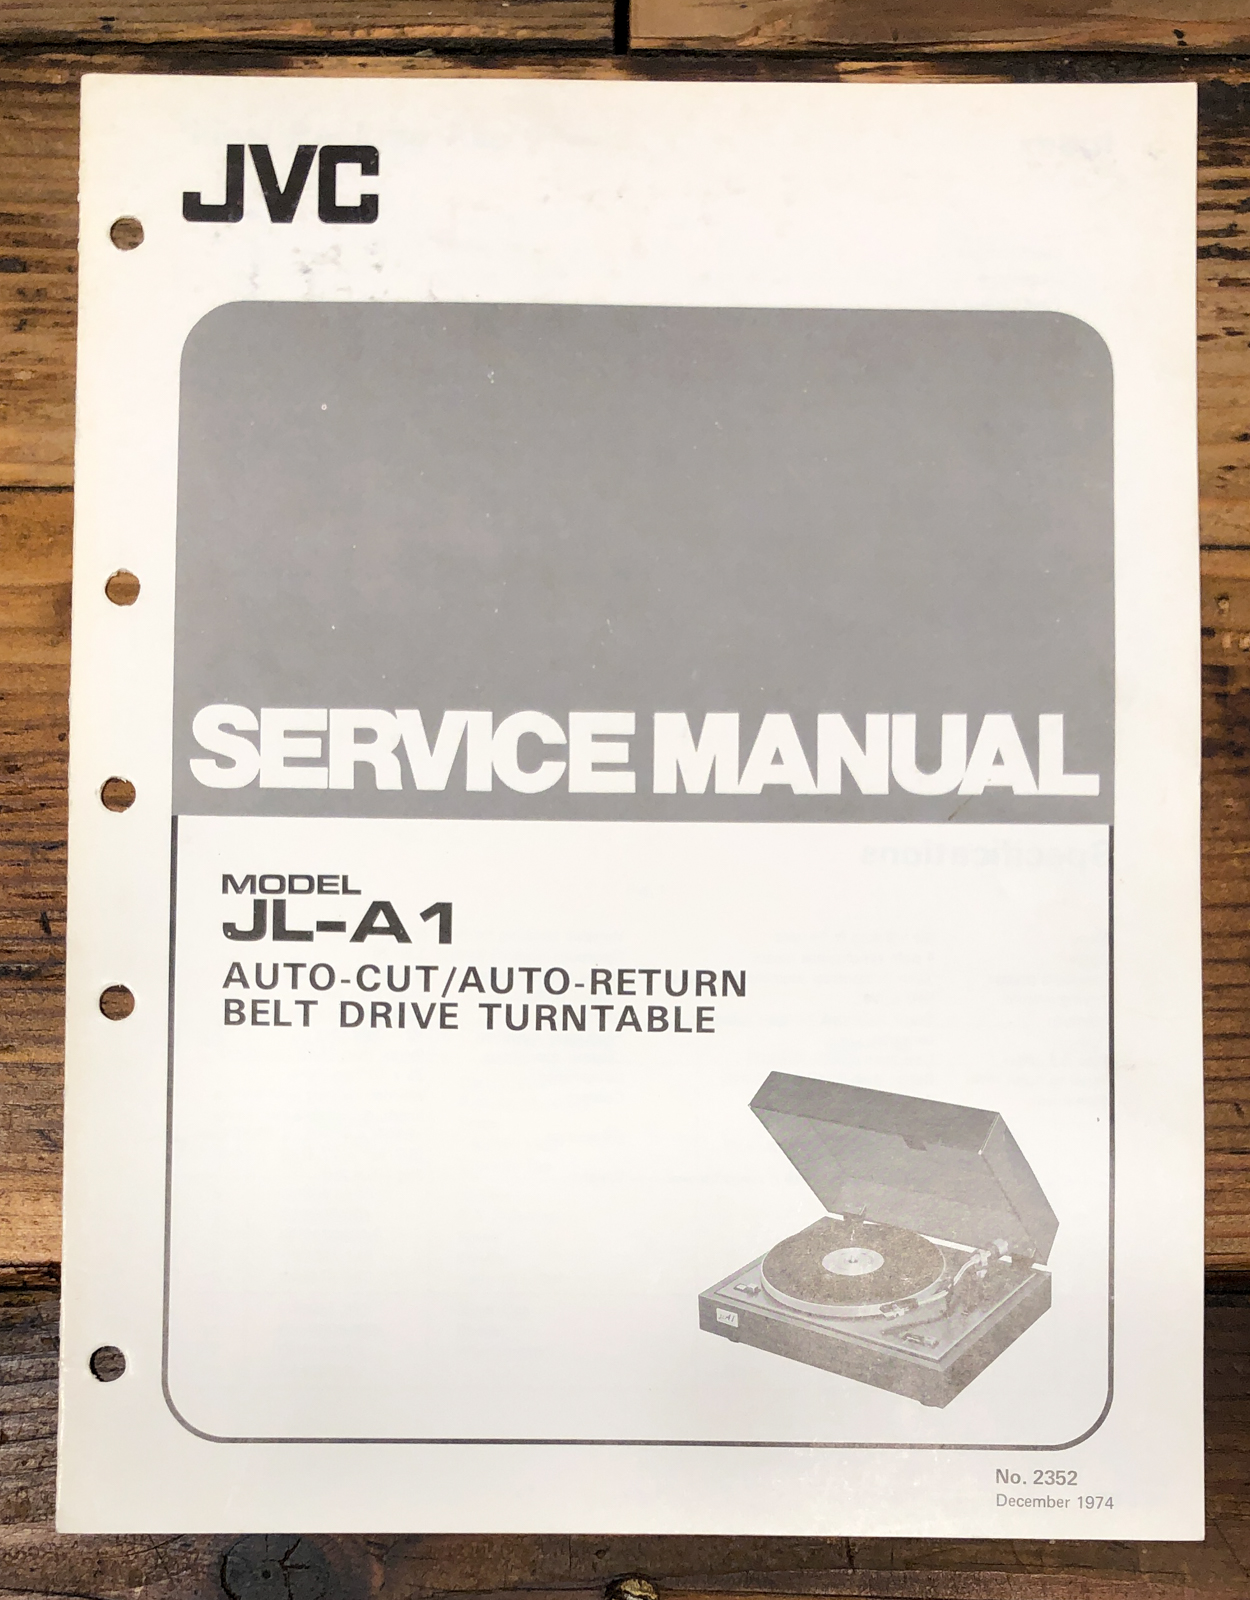 JVC
SERVICE MANUAL
MODEL
JL-A1
AUTO-CUT/AUTO-RETURN
BELT DRIVE TURNTABLE
No. 2352
December 1974